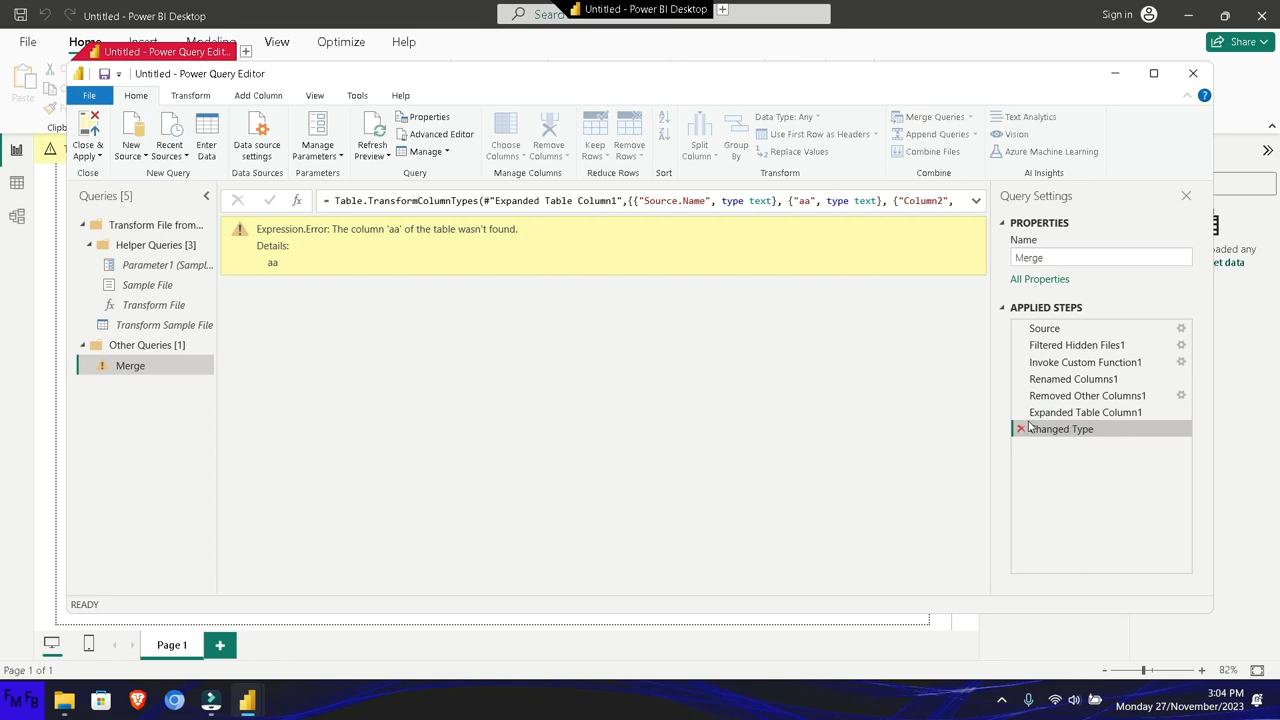 Untitled - Power BI Desktop
Untitled - Power BI Desktop
Sign in
File
Home
View
Optimize
Help
Share
Untitled - Power Query Edit...
Untitled - Power Query Editor
File
Home
Transform
Add Column
View
Tools
Help
Paste
Close & Apply
New Source
Recent Sources
Enter Data
Data source settings
Manage Parameters
Refresh Preview
Properties
Advanced Editor
Manage
Choose Columns
Remove Columns
Keep Rows
Remove Rows
Split Column
Group By
Data Type: Any
Use First Row as Headers
Replace Values
Merge Queries
Append Queries
Combine Files
Text Analytics
Vision
Azure Machine Learning
Close
New Query
Data Sources
Parameters
Query
Manage Columns
Reduce Rows
Sort
Transform
Combine
AI Insights
Queries [5]
Transform File from...
Helper Queries [3]
Parameter1 (Sampl...
Sample File
Transform File
Transform Sample File
Other Queries [1]
Merge
= Table.TransformColumnTypes(#"Expanded Table Column1",{{"Source.Name", type text}, {"aa", type text}, {"Column2",
Expression.Error: The column 'aa' of the table wasn't found.
Details:
aa
Query Settings
PROPERTIES
Name
Merge
All Properties
APPLIED STEPS
Source
Filtered Hidden Files1
Invoke Custom Function1
Renamed Columns1
Removed Other Columns1
Expanded Table Column1
Changed Type
READY
Page 1
Page 1 of 1
82%
FM FB
3:04 PM
Monday 27/November/2023